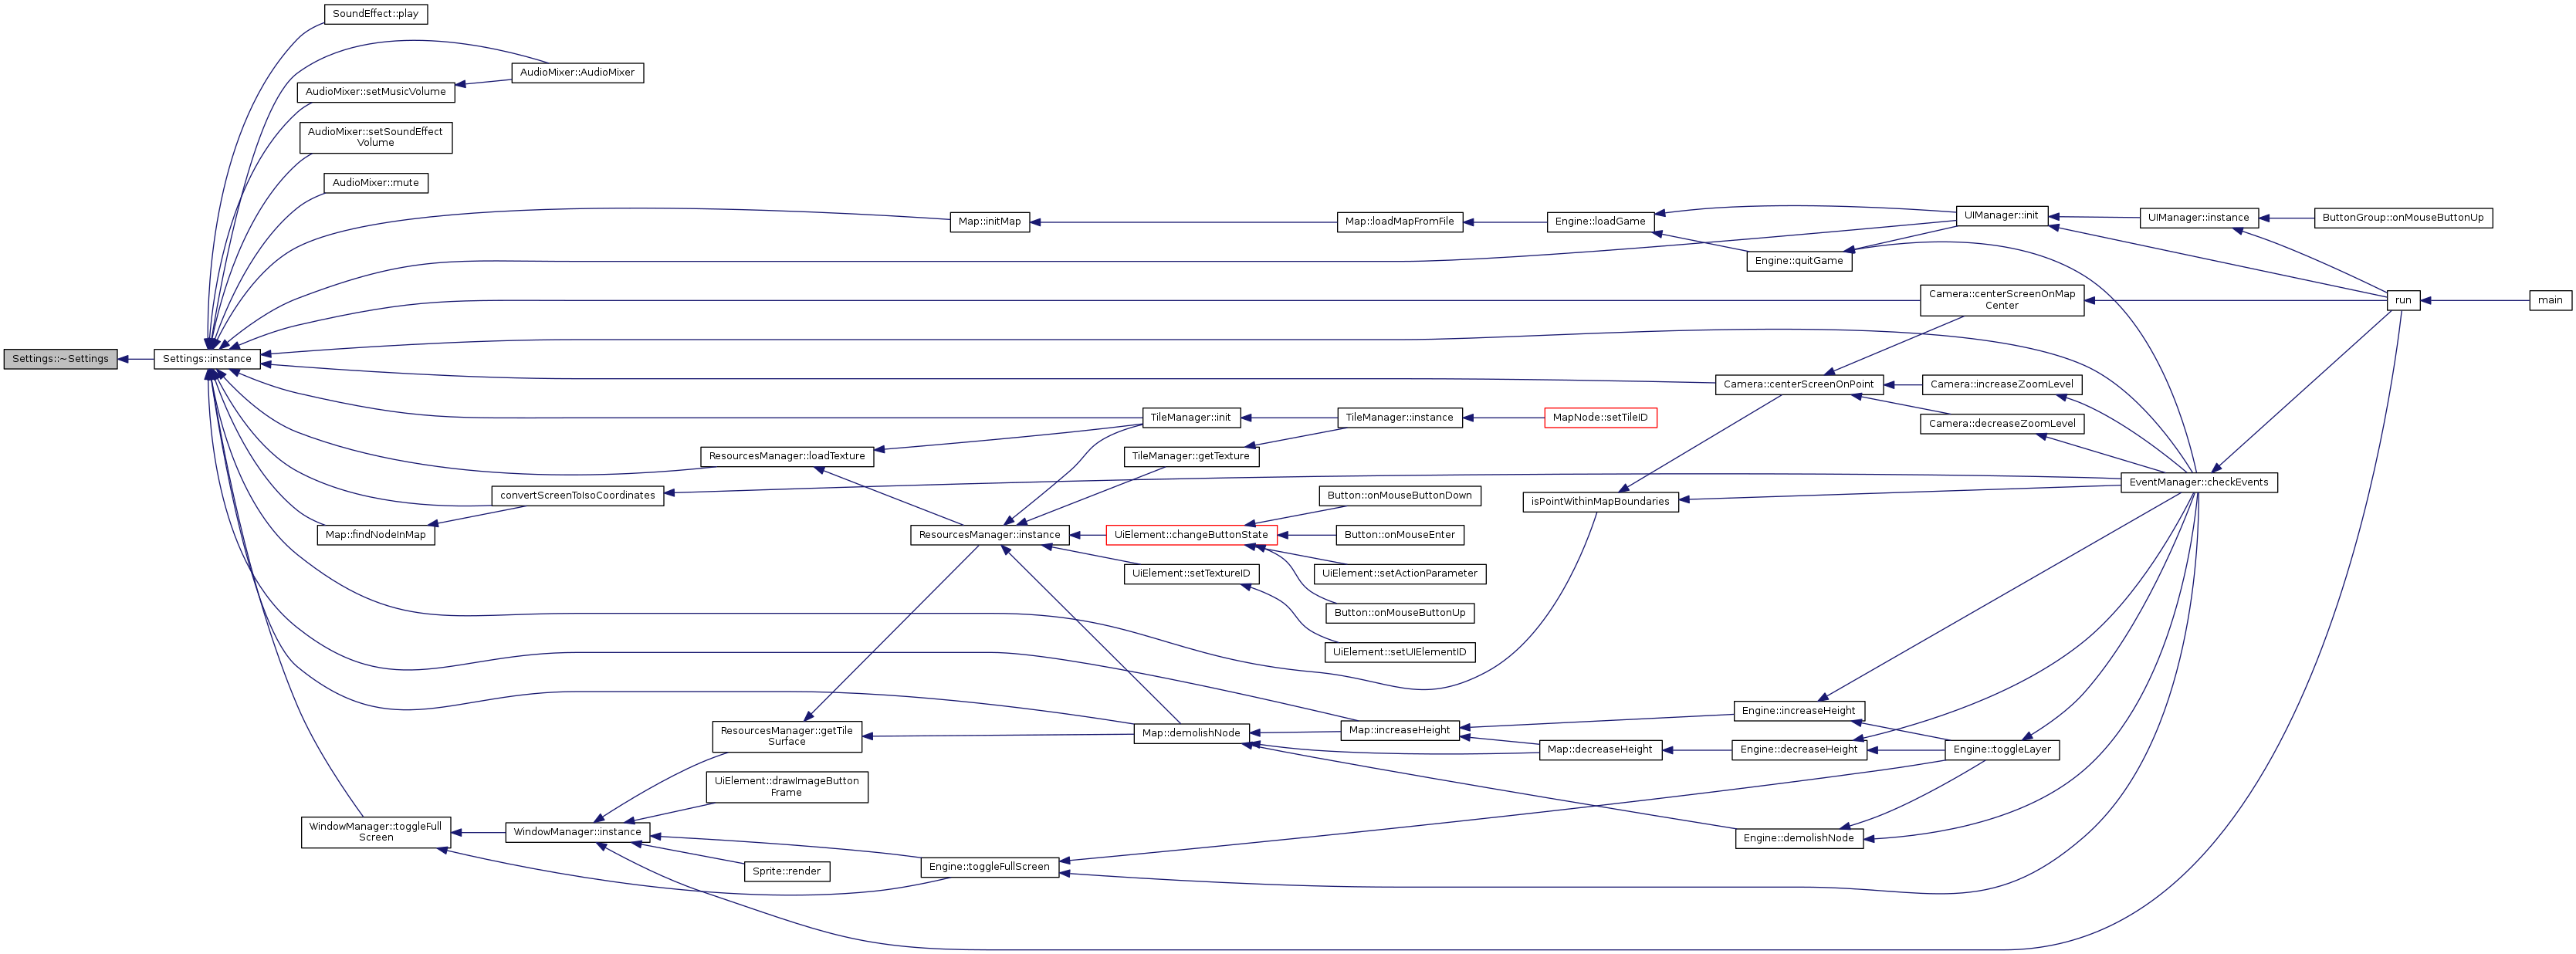 SoundEffect::play
AudioMixer::AudioMixer
AudioMixer::setMusicVolume
AudioMixer::setSoundEffect
Volume
AudioMixer::mute
Map::initMap
Map::loadMapFromFile
Engine::loadGame
UIManager::init
UIManager::instance
ButtonGroup::onMouseButtonUp
Engine::quitGame
Camera::centerScreenOnMap
Center
run
main
Settings::~Settings
Settings::instance
Camera::centerScreenOnPoint
Camera::increaseZoomLevel
TileManager::init
TileManager::instance
MapNode::setTileID
Camera::decreaseZoomLevel
ResourcesManager::loadTexture
TileManager::getTexture
EventManager::checkEvents
convertScreenToIsoCoordinates
Button::onMouseButtonDown
isPointWithinMapBoundaries
Map::findNodeInMap
ResourcesManager::instance
UiElement::changeButtonState
Button::onMouseEnter
UiElement::setTextureID
UiElement::setActionParameter
Button::onMouseButtonUp
UiElement::setUIElementID
Engine::increaseHeight
ResourcesManager::getTile
Surface
Map::demolishNode
Map::increaseHeight
Map::decreaseHeight
Engine::decreaseHeight
Engine::toggleLayer
UiElement::drawImageButton
Frame
WindowManager::toggleFull
Screen
WindowManager::instance
Engine::demolishNode
Engine::toggleFullScreen
Sprite::render